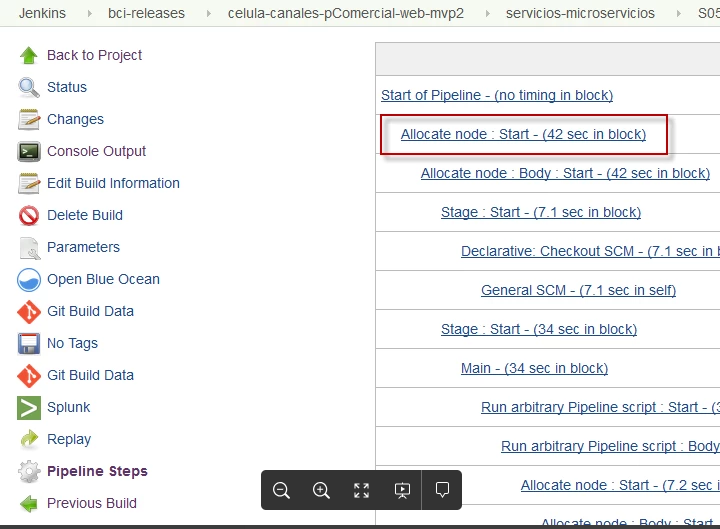 Jenkins bci-releases celula-canales-pComercial-web-mvp2 servicios-microservicios S05
Back to Project
Status
Changes
Console Output
Edit Build Information
Delete Build
Parameters
Open Blue Ocean
Git Build Data
No Tags
Git Build Data
Splunk
Replay
Pipeline Steps
Previous Build
Start of Pipeline - (no timing in block)
Allocate node : Start - (42 sec in block)
Allocate node : Body : Start - (42 sec in block)
Stage : Start - (7.1 sec in block)
Declarative: Checkout SCM - (7.1 sec in b
General SCM - (7.1 sec in self)
Stage : Start - (34 sec in block)
Main - (34 sec in block)
Run arbitrary Pipeline script : Start - (3
Run arbitrary Pipeline script : Body
Allocate node : Start - (7.2 sec i
Allocate node : Body : Start